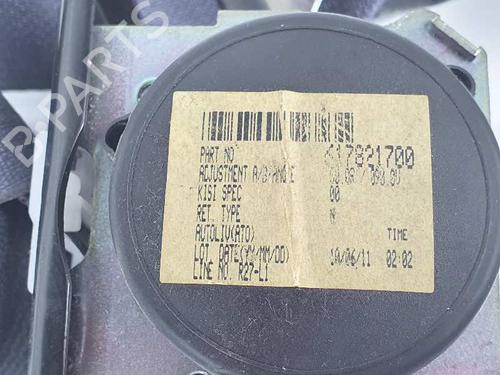 B-PARTS
PART NO 617821700
ADJUSTMENT A/B/ANGLE
KISI SPEC 00
RET. TYPE N
AUTOLIV(ATO) TIME
LOT. DATE(YY/MM/DD) 10/06/11 02:02
LINE NO. R27-L1